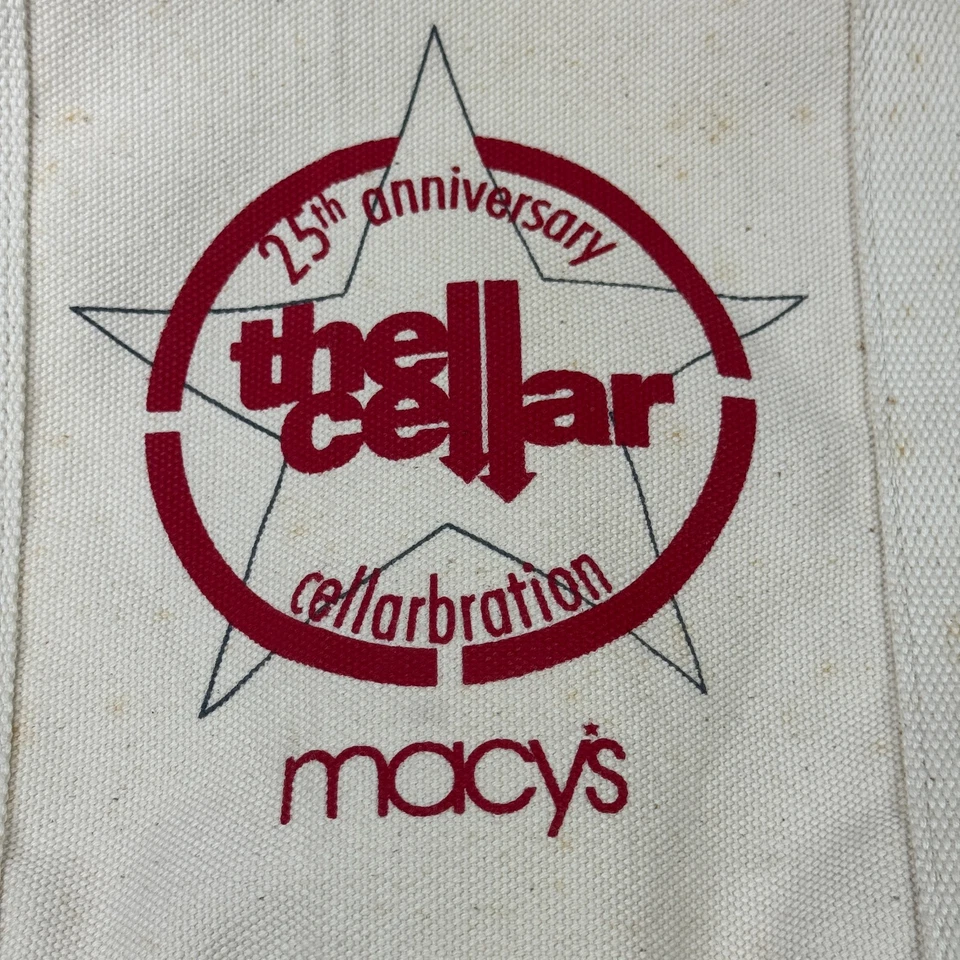 25th anniversary
the
cellar
cellarbration
macy's